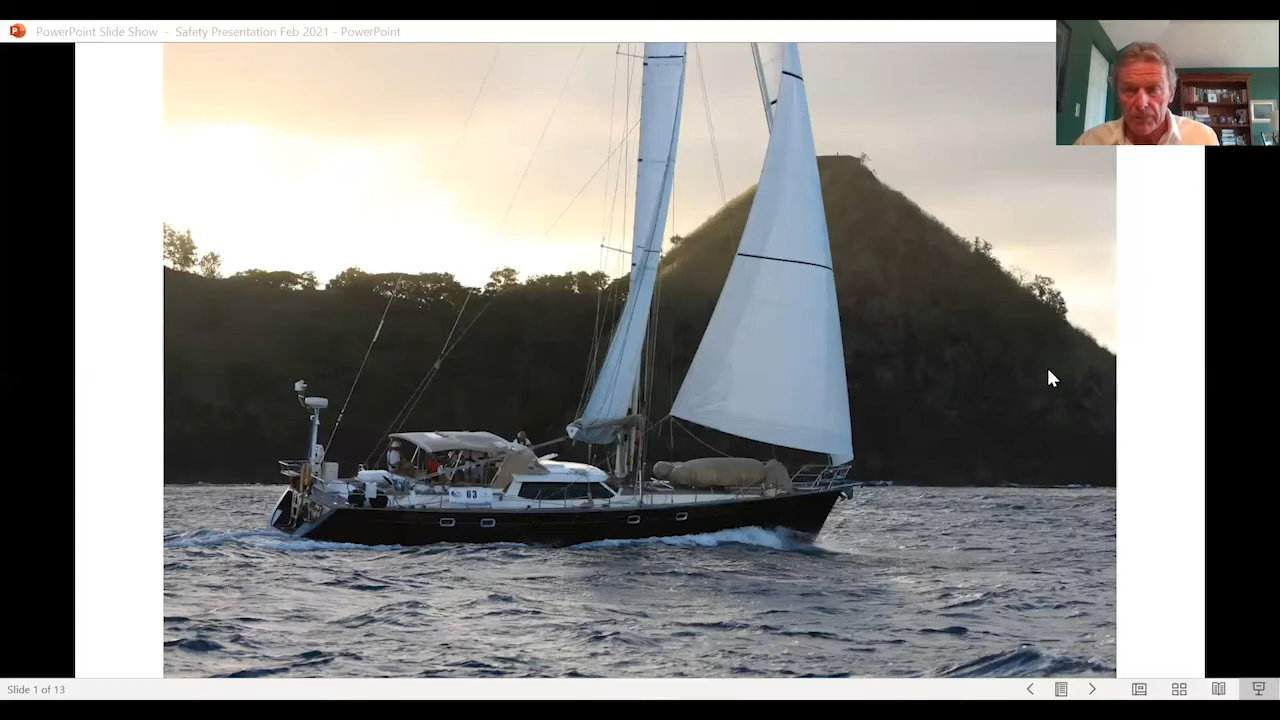 PowerPoint Slide Show - Safety Presentation Feb 2021 - PowerPoint
63
Slide 1 of 13